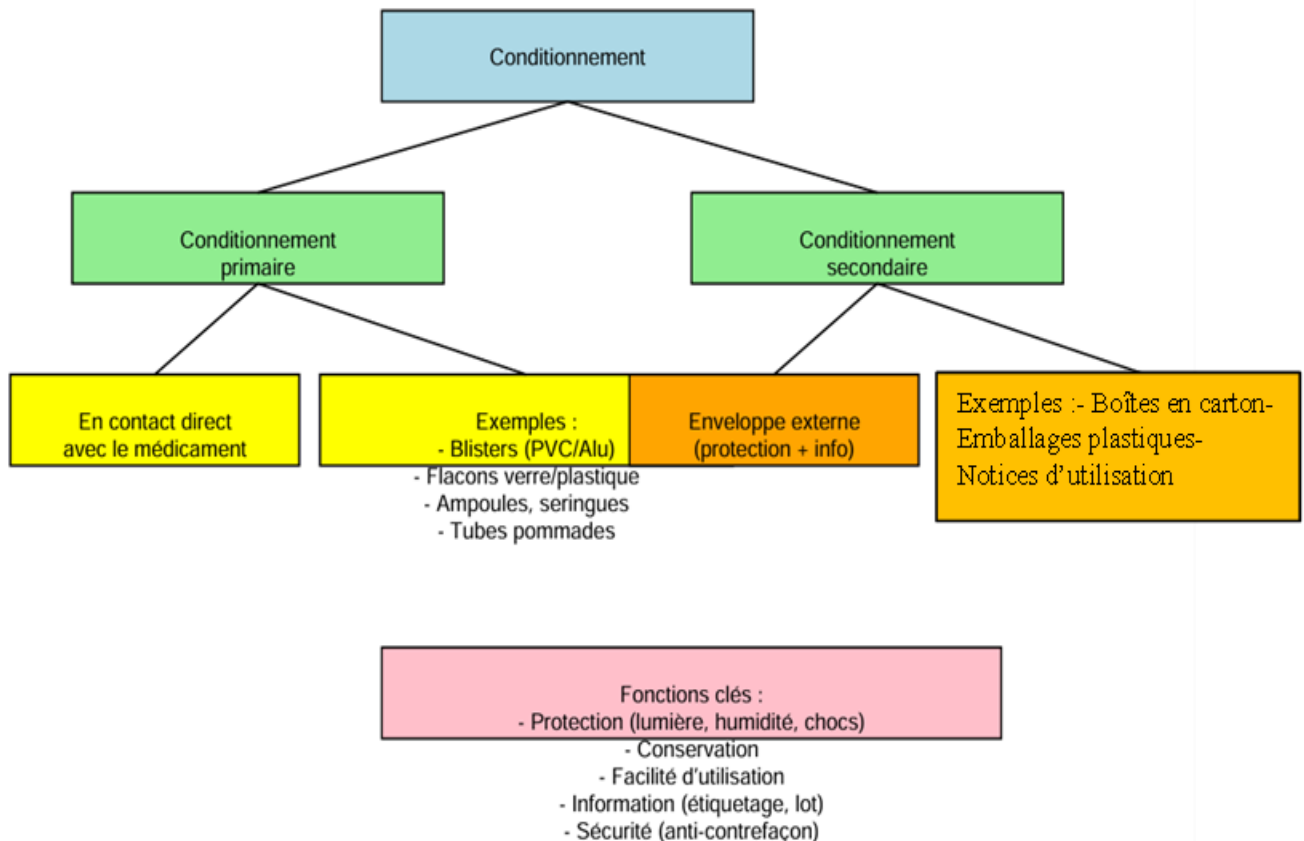 Conditionnement
Conditionnement
primaire
Conditionnement
secondaire
En contact direct
avec le médicament
Exemples :
- Blisters (PVC/Alu)
- Flacons verre/plastique
- Ampoules, seringues
- Tubes pommades
Enveloppe externe
(protection + info)
Exemples :- Boîtes en carton-
Emballages plastiques-
Notices d’utilisation
Fonctions clés :
- Protection (lumière, humidité, chocs)
- Conservation
- Facilité d’utilisation
- Information (étiquetage, lot)
- Sécurité (anti-contrefaçon)